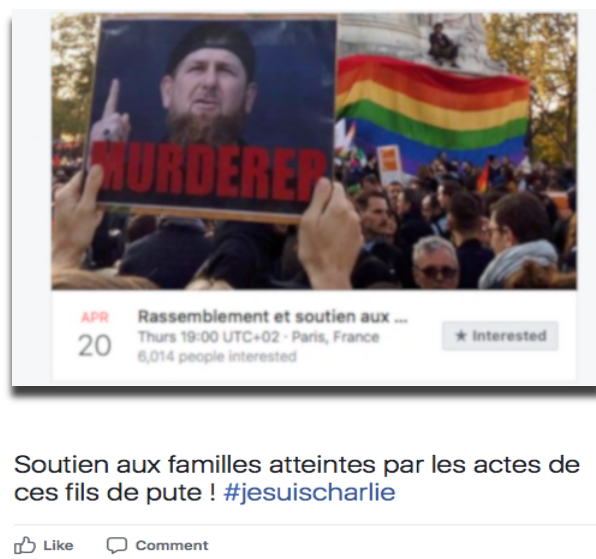 MURDERER
APR
20
Rassemblement et soutien aux ...
Thurs 19:00 UTC+02 · Paris, France
6,014 people interested
★ Interested
Soutien aux familles atteintes par les actes de
ces fils de pute ! #jesuischarlie
Like
Comment